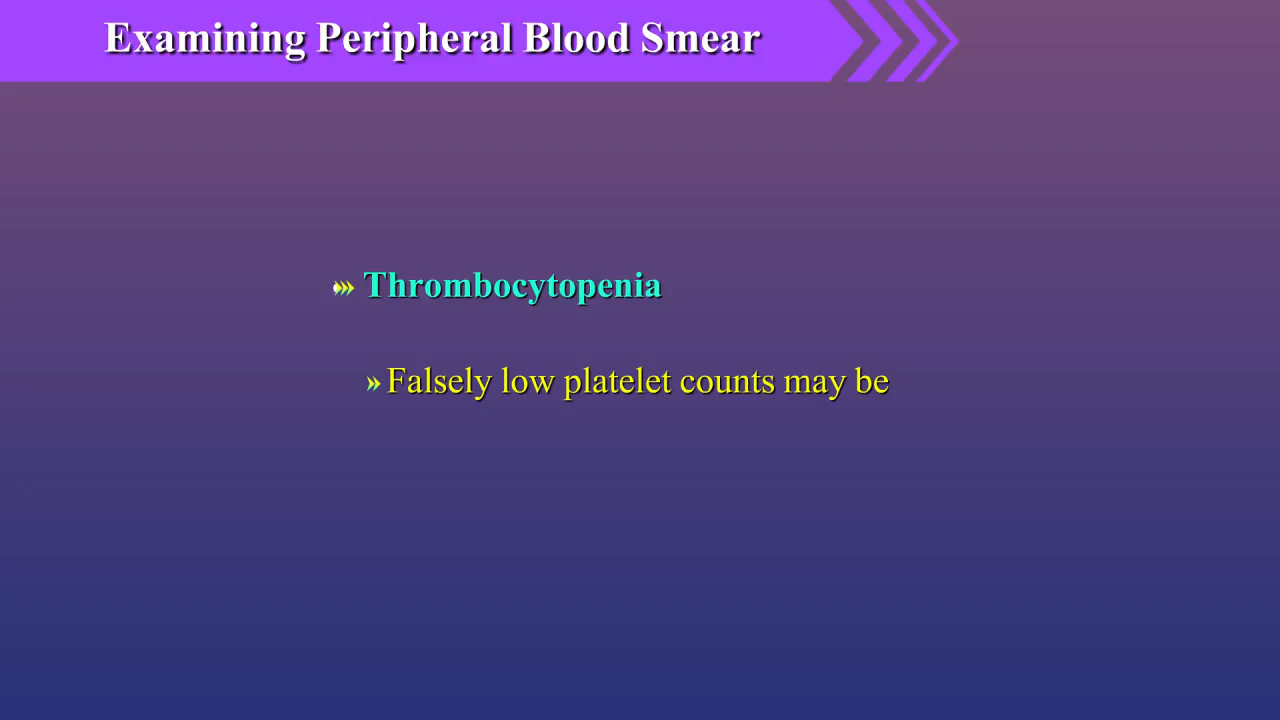 Examining Peripheral Blood Smear
Thrombocytopenia
Falsely low platelet counts may be